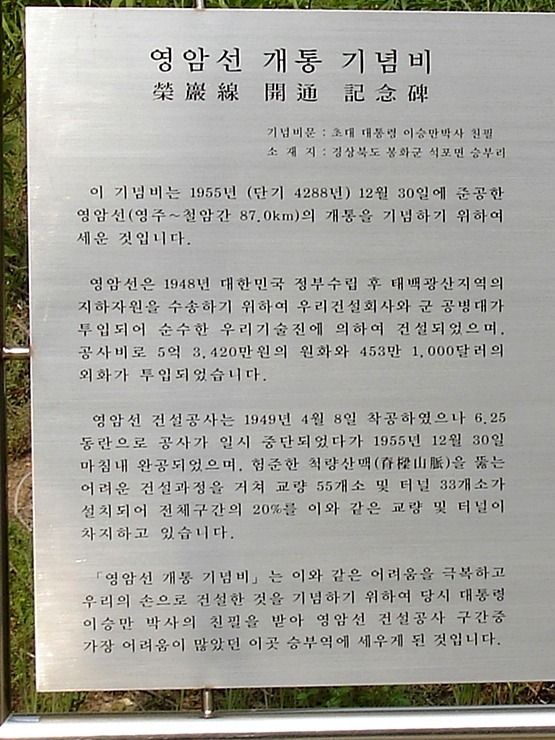 영암선 개통 기념비
榮巖線 開通 記念碑
기념비문 : 초대 대통령 이승만박사 친필
소 재 지 : 경상북도 봉화군 석포면 승부리
이 기념비는 1955년 (단기 4288년) 12월 30일에 준공한
영암선(영주~철암간 87.0km)의 개통을 기념하기 위하여
세운 것입니다.
영암선은 1948년 대한민국 정부수립 후 태백광산지역의
지하자원을 수송하기 위하여 우리건설회사와 군 공병대가
투입되어 순수한 우리기술진에 의하여 건설되었으며,
공사비로 5억 3,420만원의 원화와 453만 1,000달러의
외화가 투입되었습니다.
영암선 건설공사는 1949년 4월 8일 착공하였으나 6.25
동란으로 공사가 일시 중단되었다가 1955년 12월 30일
마침내 완공되었으며, 험준한 척량산맥(脊樑山脈)을 뚫는
어려운 건설과정을 거쳐 교량 55개소 및 터널 33개소가
설치되어 전체구간의 20%를 이와 같은 교량 및 터널이
차지하고 있습니다.
「영암선 개통 기념비」는 이와 같은 어려움을 극복하고
우리의 손으로 건설한 것을 기념하기 위하여 당시 대통령
이승만 박사의 친필을 받아 영암선 건설공사 구간중
가장 어려움이 많았던 이곳 승부역에 세우게 된 것입니다.